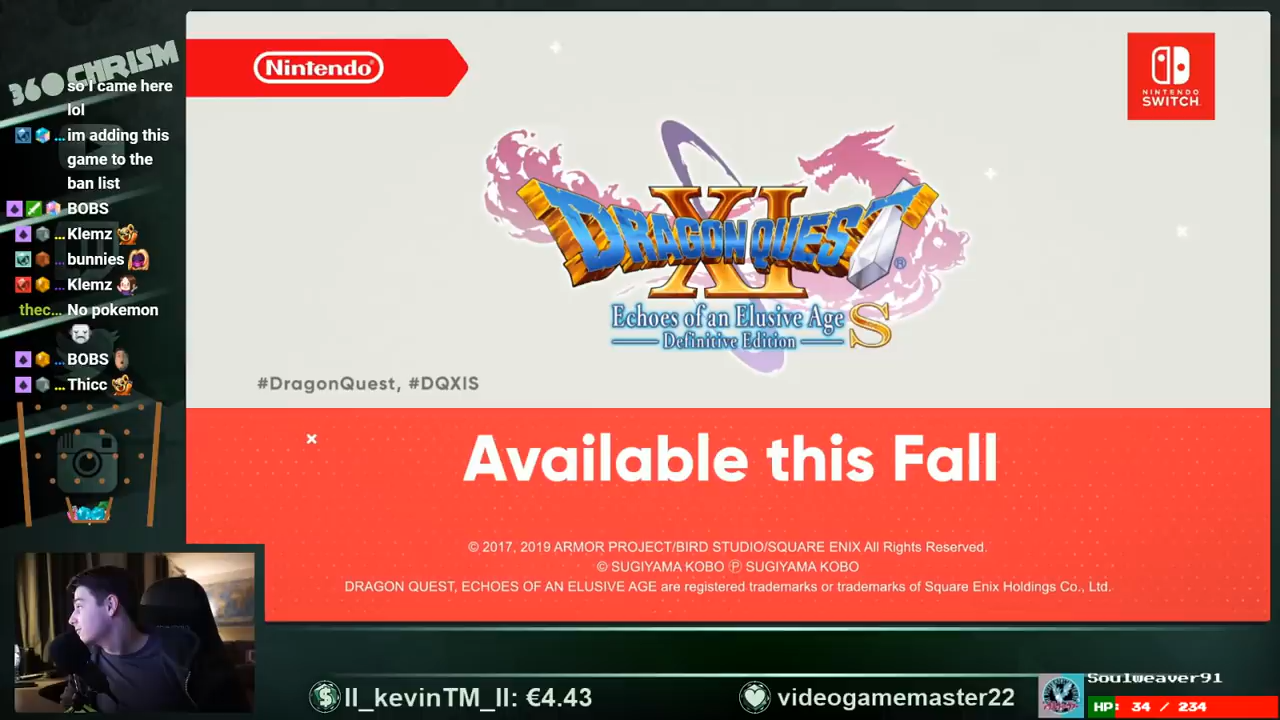 360CHRISM
so I came here
lol
... im adding this
game to the
ban list
BOBS
... Klemz
... bunnies
... Klemz
thec... No pokemon
... BOBS
... Thicc
Nintendo®
NINTENDO
SWITCH
DRAGON QUEST®
XI
Echoes of an Elusive Age S
Definitive Edition
#DragonQuest, #DQXIS
Available this Fall
© 2017, 2019 ARMOR PROJECT/BIRD STUDIO/SQUARE ENIX All Rights Reserved.
© SUGIYAMA KOBO ℗ SUGIYAMA KOBO
DRAGON QUEST, ECHOES OF AN ELUSIVE AGE are registered trademarks or trademarks of Square Enix Holdings Co., Ltd.
ll_kevinTM_ll: €4.43
videogamemaster22
Soulweaver91
HP: 34 / 234